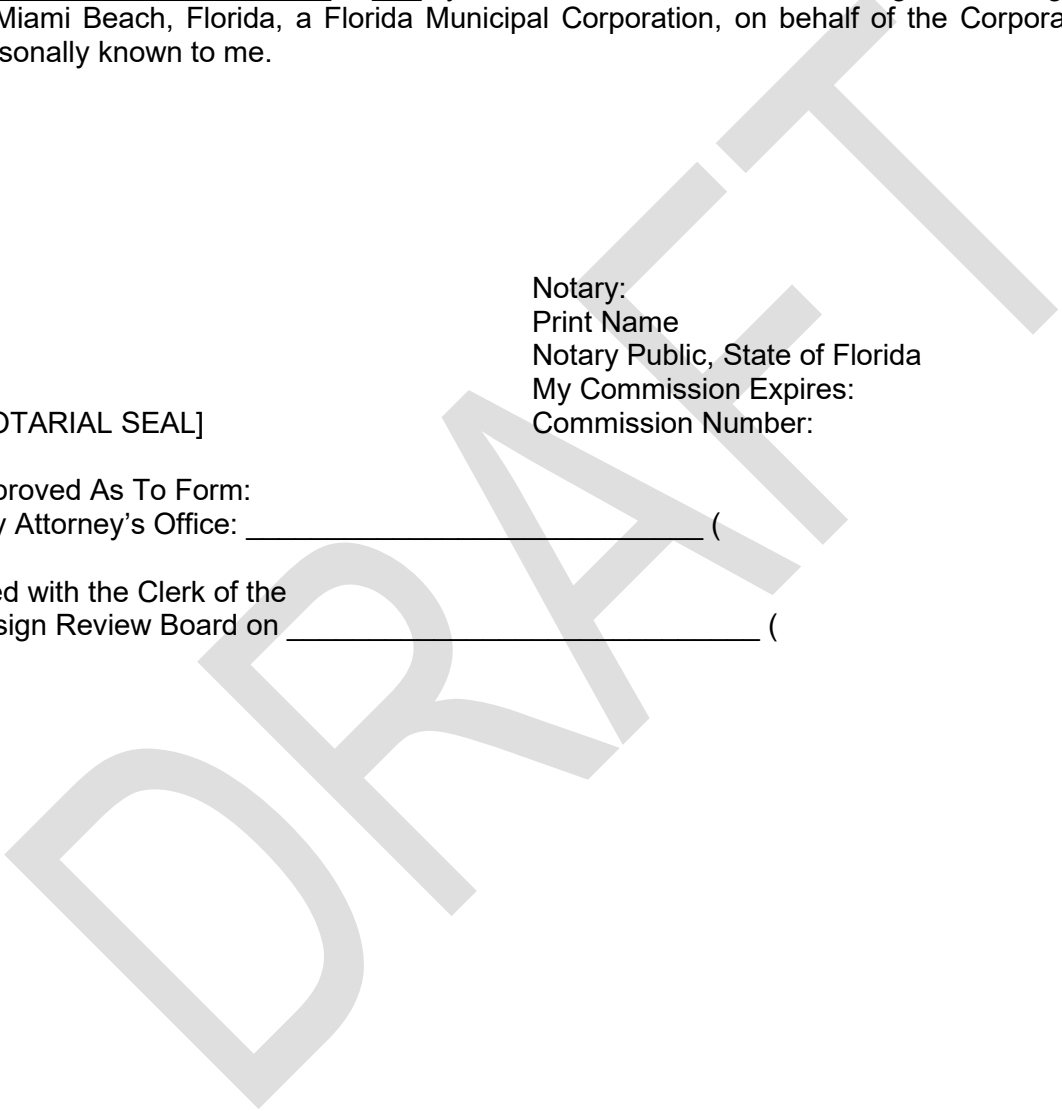 Miami Beach, Florida, a Florida Municipal Corporation, on behalf of the Corpora
sonally known to me.
Notary:
Print Name
Notary Public, State of Florida
My Commission Expires:
OTARIAL SEAL]
Commission Number:
proved As To Form:
y Attorney’s Office: ____________________________ (
ed with the Clerk of the
sign Review Board on _____________________________ (
DRAFT